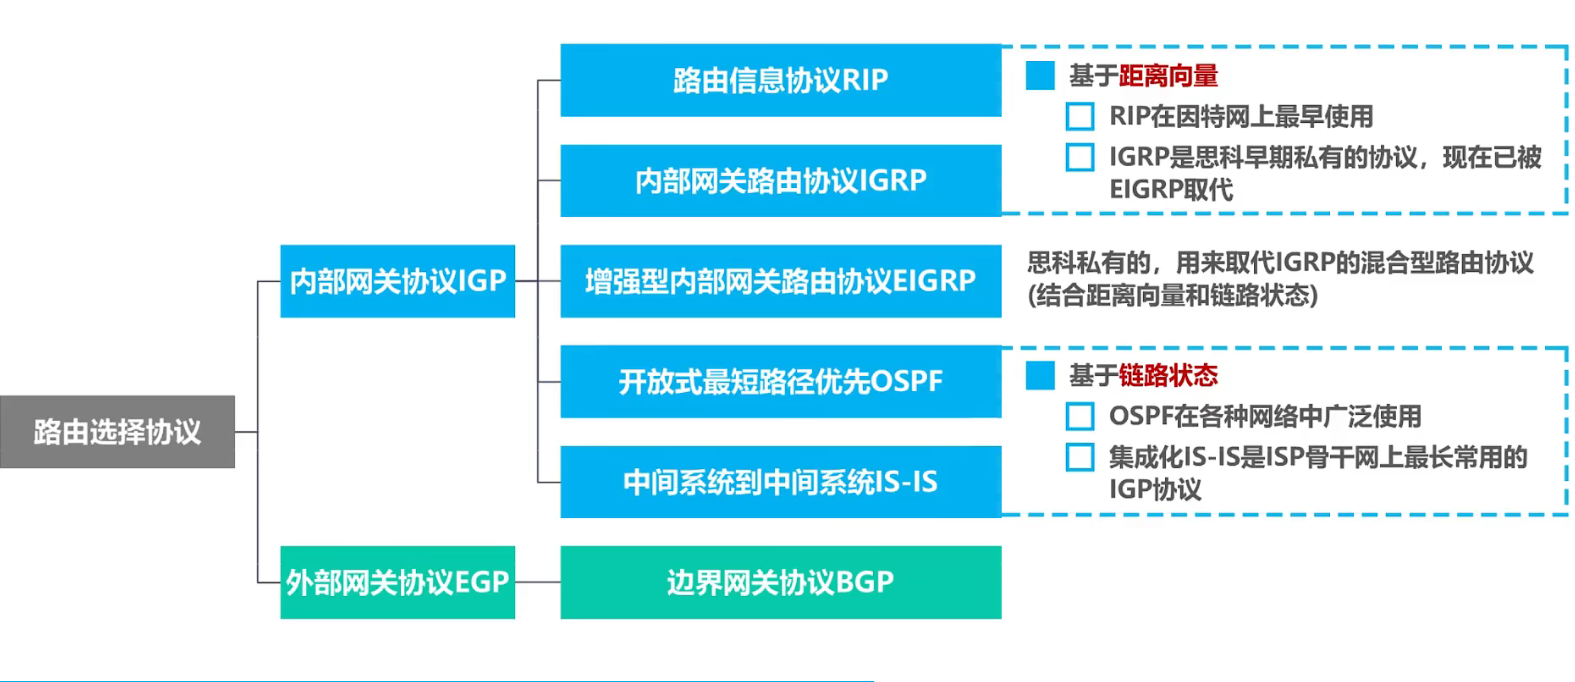 路由信息协议RIP
基于距离向量
RIP在因特网上最早使用
内部网关路由协议IGRP
IGRP是思科早期私有的协议，现在已被
EIGRP取代
内部网关协议IGP
增强型内部网关路由协议EIGRP
思科私有的，用来取代IGRP的混合型路由协议
(结合距离向量和链路状态)
开放式最短路径优先OSPF
基于链路状态
OSPF在各种网络中广泛使用
路由选择协议
中间系统到中间系统IS-IS
集成化IS-IS是ISP骨干网上最长常用的
IGP协议
外部网关协议EGP
边界网关协议BGP